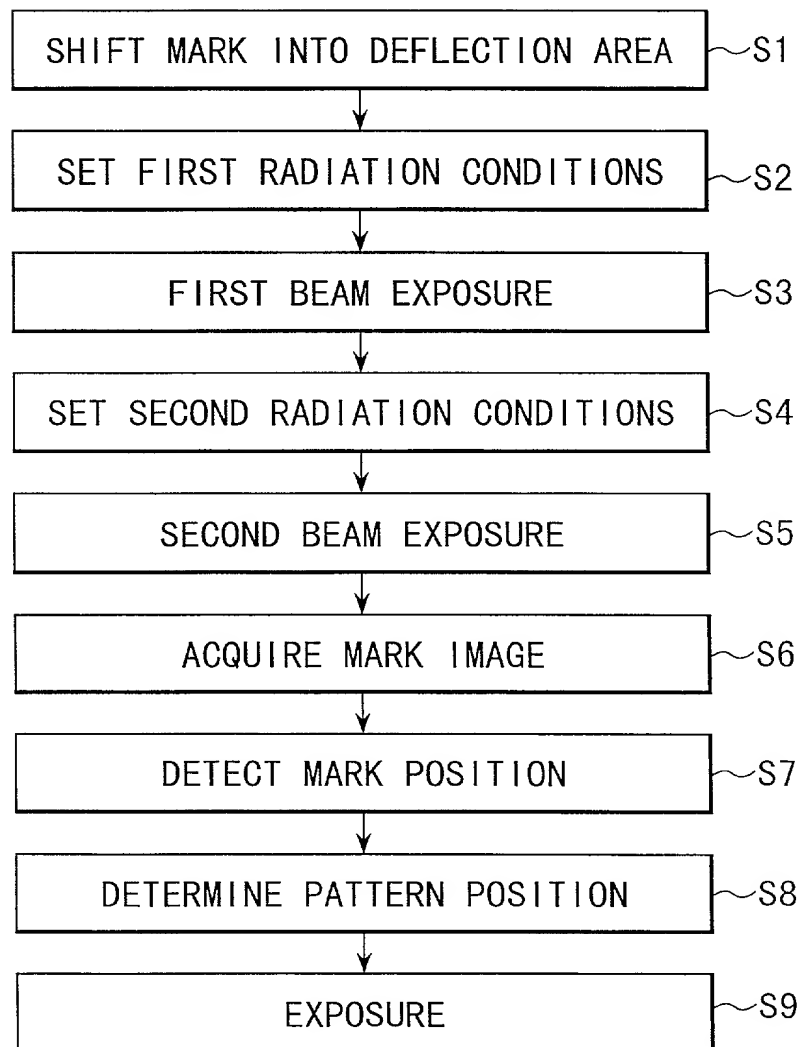 SHIFT MARK INTO DEFLECTION AREA S1
SET FIRST RADIATION CONDITIONS S2
FIRST BEAM EXPOSURE S3
SET SECOND RADIATION CONDITIONS S4
SECOND BEAM EXPOSURE S5
ACQUIRE MARK IMAGE S6
DETECT MARK POSITION S7
DETERMINE PATTERN POSITION S8
EXPOSURE S9